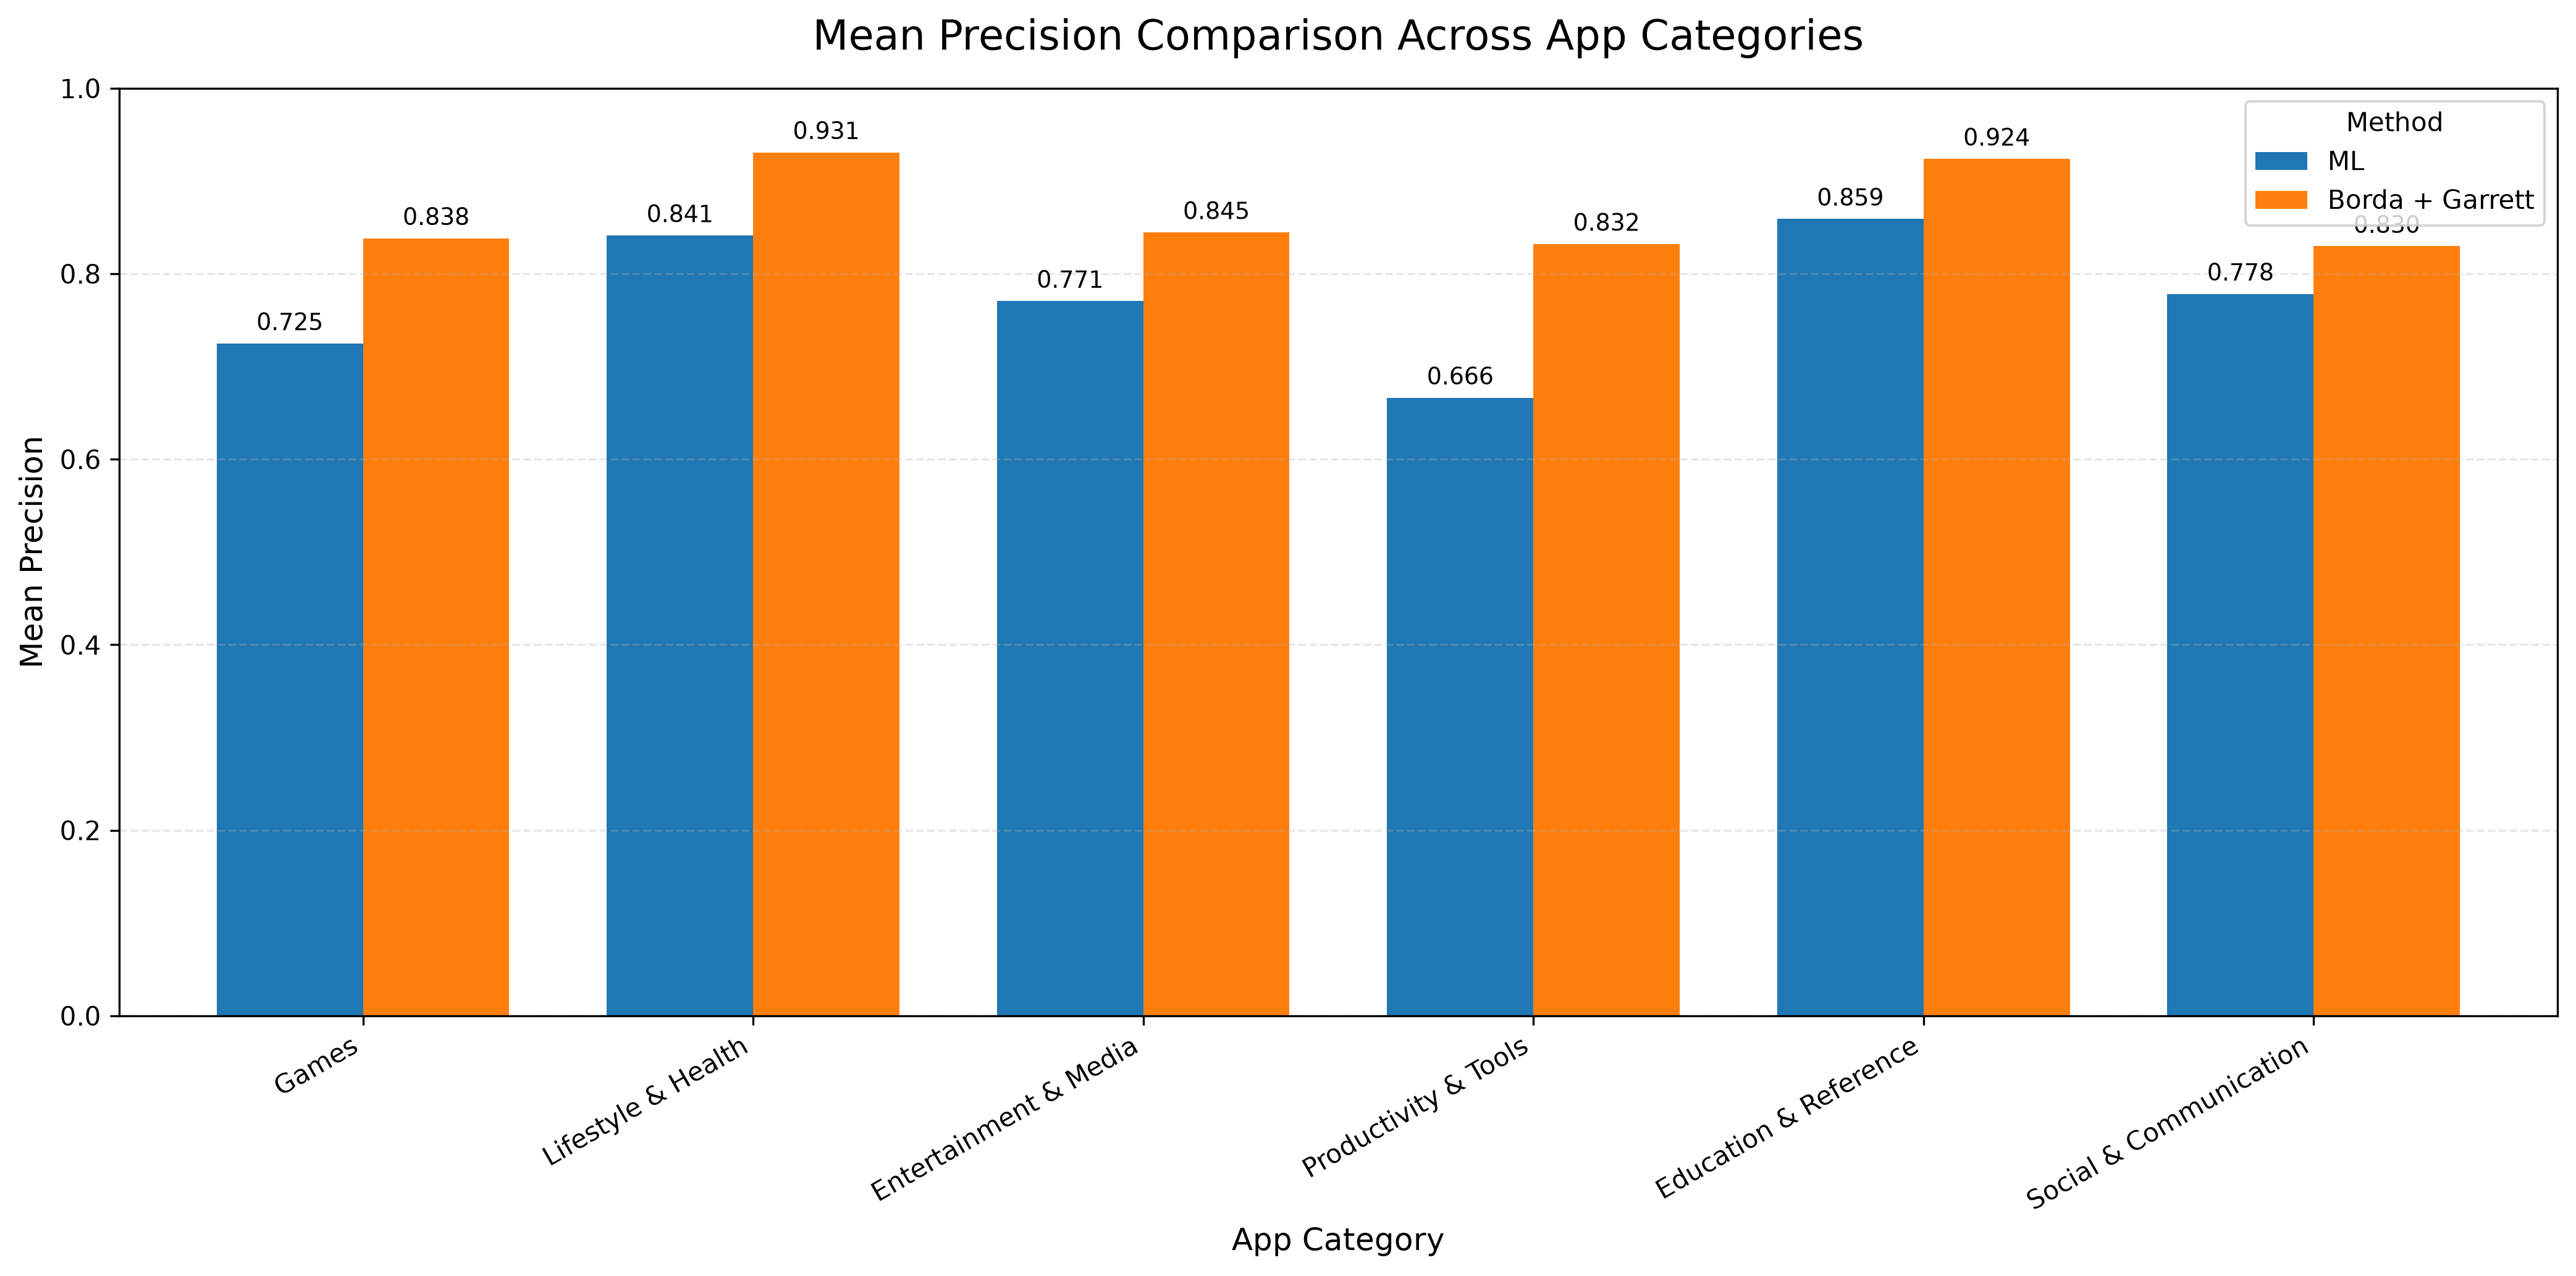 Mean Precision Comparison Across App Categories
Mean Precision
1.0
0.8
0.6
0.4
0.2
0.0
0.725
0.838
0.841
0.931
0.771
0.845
0.666
0.832
0.859
0.924
0.778
0.830
Method
ML
Borda + Garrett
Games
Lifestyle & Health
Entertainment & Media
Productivity & Tools
Education & Reference
Social & Communication
App Category